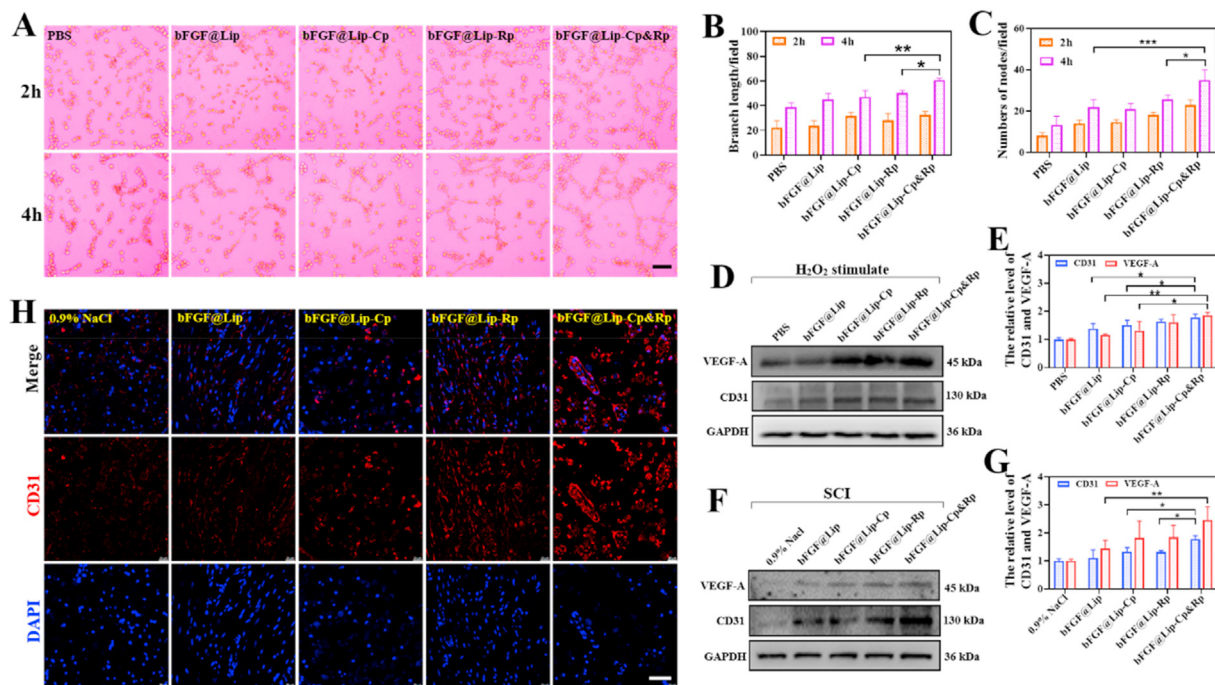 A
PBS
bFGF@Lip
bFGF@Lip-Cp
bFGF@Lip-Rp
bFGF@Lip-Cp&Rp
2h
4h
B
2h
4h
**
*
Branch length/field
100
80
60
40
20
0
PBS
bFGF@Lip
bFGF@Lip-Cp
bFGF@Lip-Rp
bFGF@Lip-Cp&Rp
C
2h
4h
***
*
Numbers of nodes/field
60
40
20
0
PBS
bFGF@Lip
bFGF@Lip-Cp
bFGF@Lip-Rp
bFGF@Lip-Cp&Rp
D
H2O2 stimulate
PBS
bFGF@Lip
bFGF@Lip-Cp
bFGF@Lip-Rp
bFGF@Lip-Cp&Rp
VEGF-A
45 kDa
CD31
130 kDa
GAPDH
36 kDa
E
CD31
VEGF-A
*
*
**
*
The relative level of
CD31 and VEGF-A
4
3
2
1
0
PBS
bFGF@Lip
bFGF@Lip-Cp
bFGF@Lip-Rp
bFGF@Lip-Cp&Rp
F
SCI
0.9% Nacl
bFGF@Lip
bFGF@Lip-Cp
bFGF@Lip-Rp
bFGF@Lip-Cp&Rp
VEGF-A
45 kDa
CD31
130 kDa
GAPDH
36 kDa
G
CD31
VEGF-A
**
*
*
The relative level of
CD31 and VEGF-A
4
3
2
1
0
0.9% NaCl
bFGF@Lip
bFGF@Lip-Cp
bFGF@Lip-Rp
bFGF@Lip-Cp&Rp
H
0.9% NaCl
bFGF@Lip
bFGF@Lip-Cp
bFGF@Lip-Rp
bFGF@Lip-Cp&Rp
Merge
CD31
DAPI